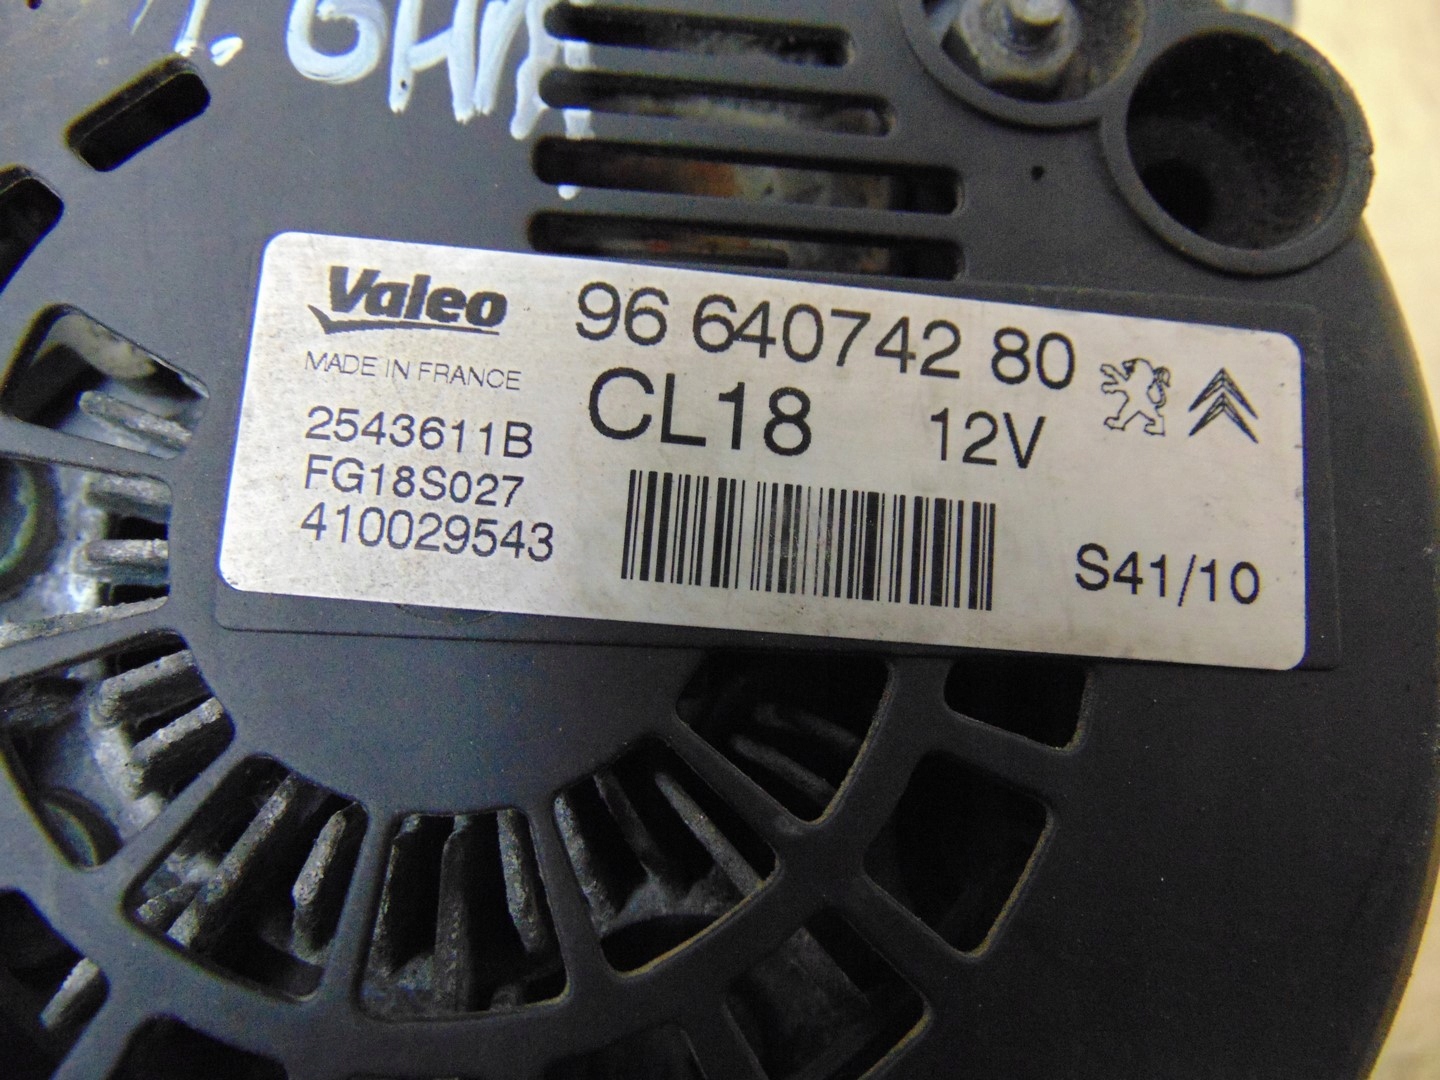 Valeo
96 640742 80
MADE IN FRANCE
CL18
12V
2543611B
FG18S027
410029543
S41/10